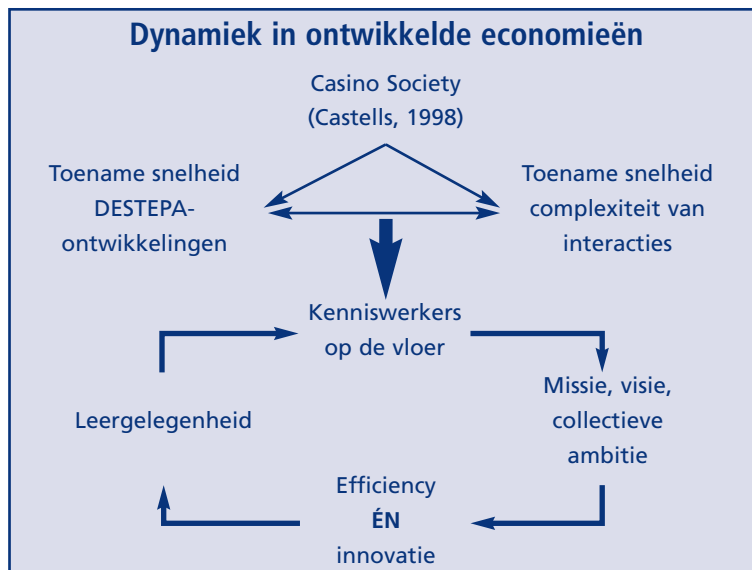 Dynamiek in ontwikkelde economieën
Casino Society
(Castells, 1998)
Toename snelheid
DESTEPA-
ontwikkelingen
Toename snelheid
complexiteit van
interacties
Kenniswerkers
op de vloer
Missie, visie,
collectieve
ambitie
Leergelegenheid
Efficiency
ÉN
innovatie